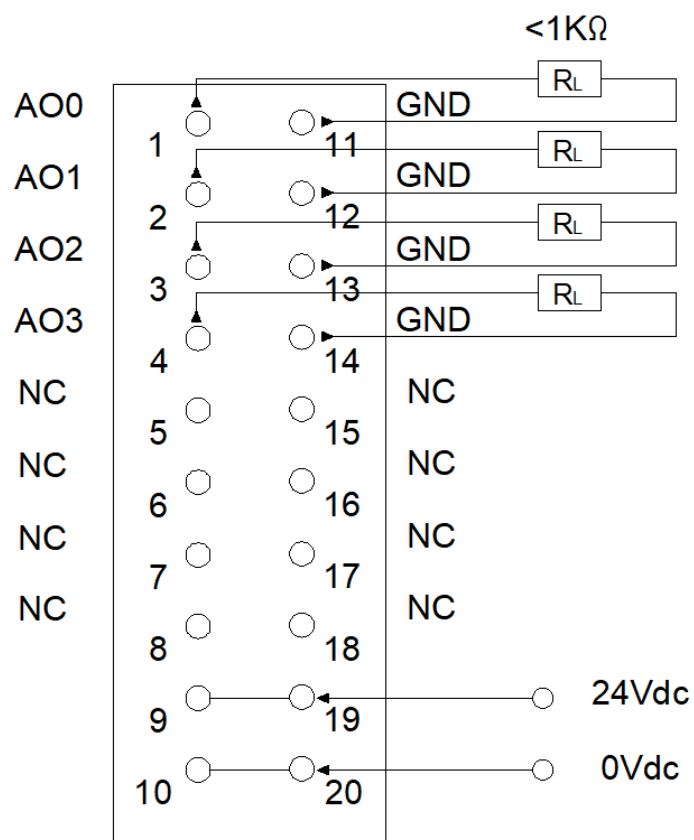 <1KΩ
RL
AO0 GND
1 11
RL
AO1 GND
2 12
RL
AO2 GND
3 13
RL
AO3 GND
4 14
NC NC
5 15
NC NC
6 16
NC NC
7 17
NC NC
8 18
24Vdc
9 19
0Vdc
10 20